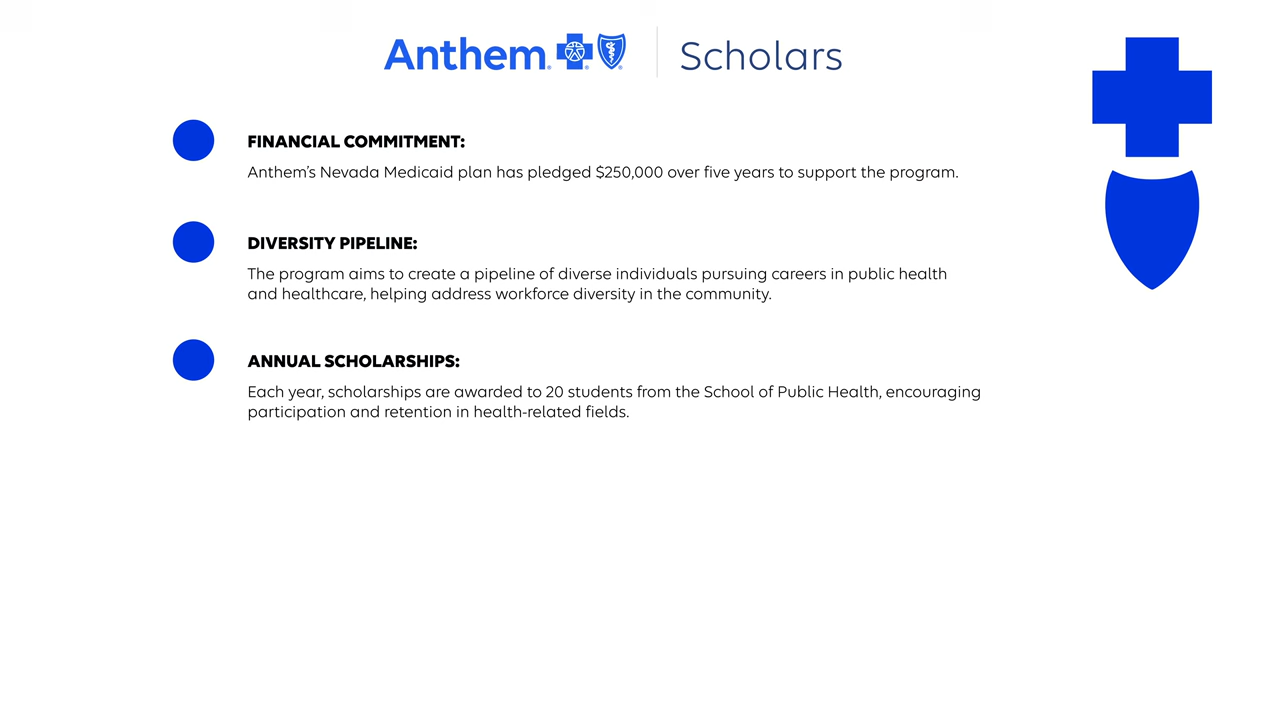 Anthem® ® ® Scholars
FINANCIAL COMMITMENT:
Anthem’s Nevada Medicaid plan has pledged $250,000 over five years to support the program.
DIVERSITY PIPELINE:
The program aims to create a pipeline of diverse individuals pursuing careers in public health
and healthcare, helping address workforce diversity in the community.
ANNUAL SCHOLARSHIPS:
Each year, scholarships are awarded to 20 students from the School of Public Health, encouraging
participation and retention in health-related fields.